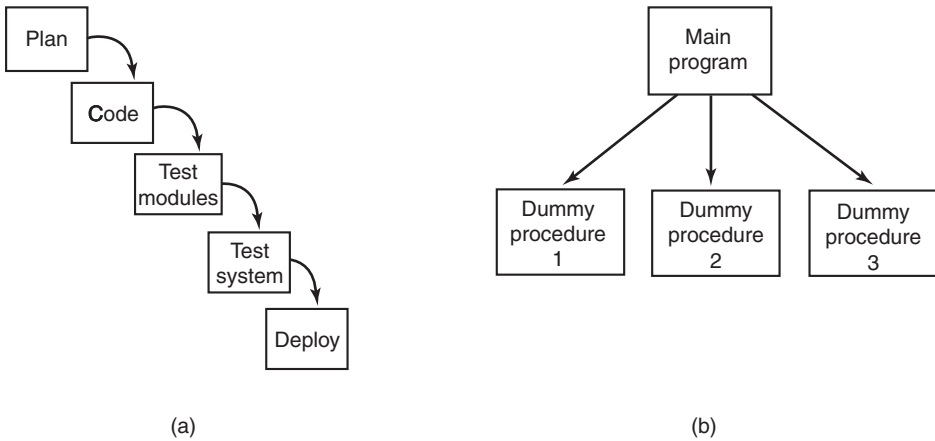 Plan
Code
Test
modules
Test
system
Deploy
(a)
Main
program
Dummy
procedure
1
Dummy
procedure
2
Dummy
procedure
3
(b)